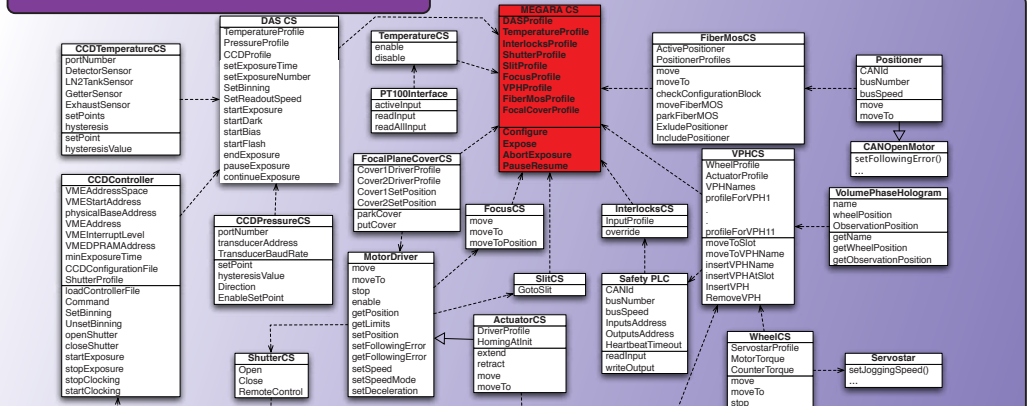 CCDTemperatureCS
portNumber
DetectorSensor
LN2TankSensor
GetterSensor
ExhaustSensor
setPoints
hysteresis
setPoint
hysteresisValue
CCDController
VMEAddressSpace
VMEStartAddress
physicalBaseAddress
VMEAddress
VMEInterruptLevel
VMEDPRAMAddress
minExposureTime
CCDConfigurationFile
ShutterProfile
loadControllerFile
Command
SetBinning
UnsetBinning
openShutter
closeShutter
startExposure
stopExposure
stopClocking
startClocking
DAS CS
TemperatureProfile
PressureProfile
CCDProfile
setExposureTime
setExposureNumber
SetBinning
SetReadoutSpeed
startExposure
startDark
startBias
startFlash
endExposure
pauseExposure
continueExposure
CCDPressureCS
portNumber
transducerAddress
TransducerBaudRate
setPoint
hysteresisValue
Direction
EnableSetPoint
ShutterCS
Open
Close
RemoteControl
TemperatureCS
enable
disable
PT100Interface
activeInput
readInput
readAllInput
FocalPlaneCoverCS
Cover1DriverProfile
Cover2DriverProfile
Cover1SetPosition
Cover2SetPosition
parkCover
putCover
MotorDriver
move
moveTo
stop
enable
getPosition
getLimits
setPosition
setFollowingError
getFollowingError
setSpeed
setSpeedMode
setDeceleration
MEGARA CS
DASProfile
TemperatureProfile
InterlocksProfile
ShutterProfile
SlitProfile
FocusProfile
VPHProfile
FiberMosProfile
FocalCoverProfile
Configure
Expose
AbortExposure
PauseResume
FocusCS
move
moveTo
moveToPosition
SlitCS
GotoSlit
ActuatorCS
DriverProfile
HomingAtInit
extend
retract
move
moveTo
InterlocksCS
InputProfile
override
Safety PLC
CANId
busNumber
busSpeed
InputsAddress
OutputsAddress
HeartbeatTimeout
readInput
writeOutput
FiberMosCS
ActivePositioner
PositionerProfiles
move
moveTo
checkConfigurationBlock
moveFiberMOS
parkFiberMOS
ExludePositioner
IncludePositioner
VPHCS
WheelProfile
ActuatorProfile
VPHNames
profileForVPH1
.
.
profileForVPH11
moveToSlot
moveToVPHName
insertVPHName
insertVPHAtSlot
InsertVPH
RemoveVPH
WheelCS
ServostarProfile
MotorTorque
CounterTorque
move
moveTo
stop
Positioner
CANId
busNumber
busSpeed
move
moveTo
CANOpenMotor
setFollowingError()
...
VolumePhaseHologram
name
wheelPosition
ObservationPosition
getName
getWheelPosition
getObservationPosition
Servostar
setJoggingSpeed()
...